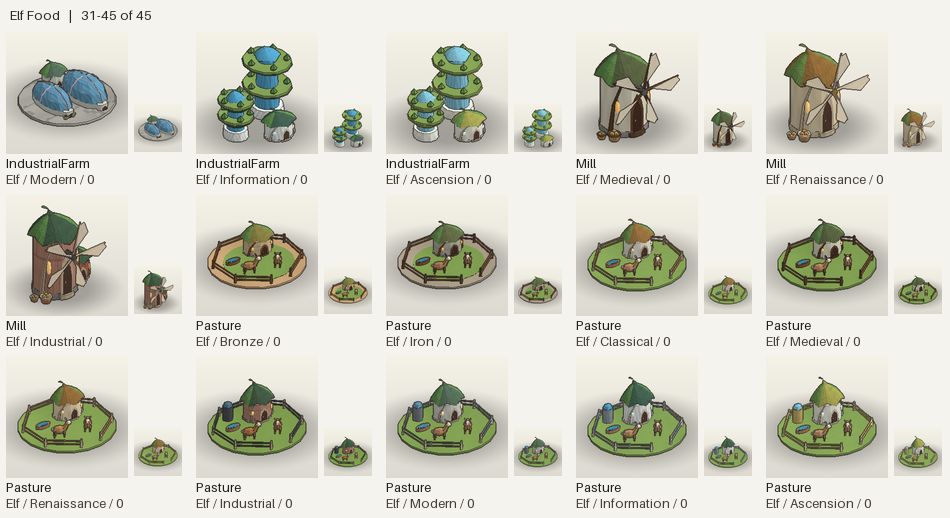 Elf Food | 31-45 of 45
IndustrialFarm
Elf / Modern / 0
IndustrialFarm
Elf / Information / 0
IndustrialFarm
Elf / Ascension / 0
Mill
Elf / Medieval / 0
Mill
Elf / Renaissance / 0
Mill
Elf / Industrial / 0
Pasture
Elf / Bronze / 0
Pasture
Elf / Iron / 0
Pasture
Elf / Classical / 0
Pasture
Elf / Medieval / 0
Pasture
Elf / Renaissance / 0
Pasture
Elf / Industrial / 0
Pasture
Elf / Modern / 0
Pasture
Elf / Information / 0
Pasture
Elf / Ascension / 0